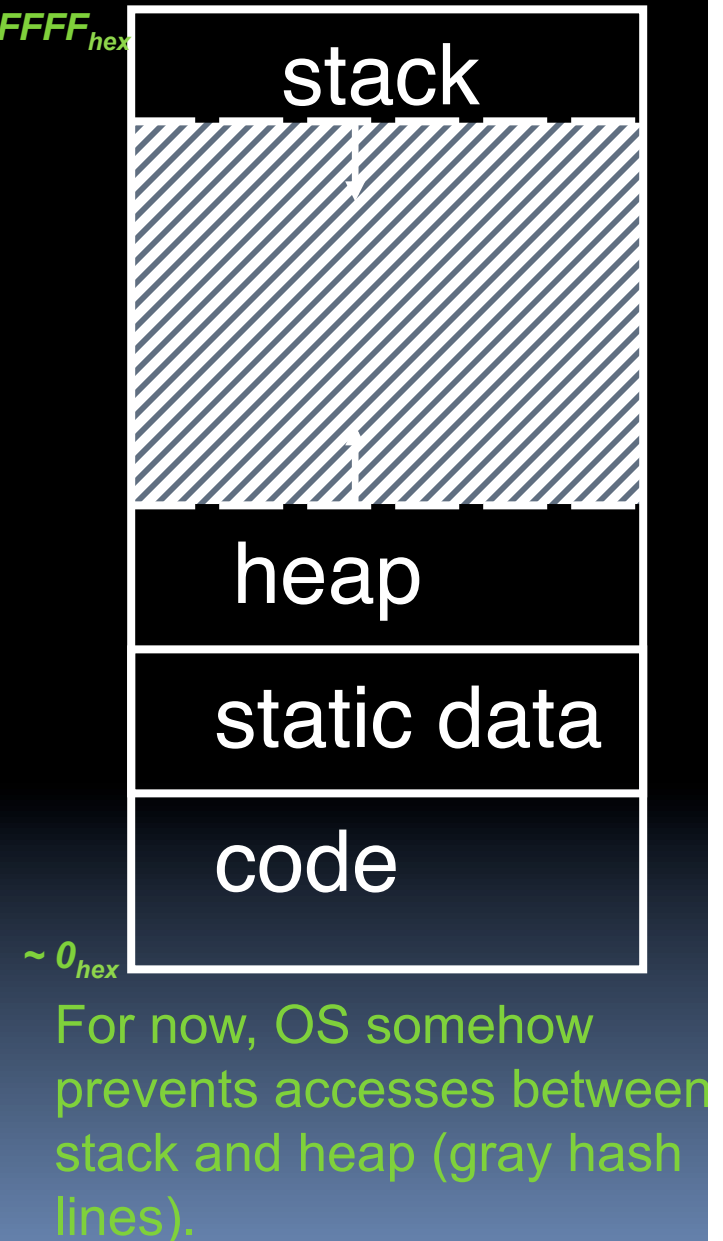 FFFFhex
stack
heap
static data
code
~ 0hex
For now, OS somehow
prevents accesses between
stack and heap (gray hash
lines).